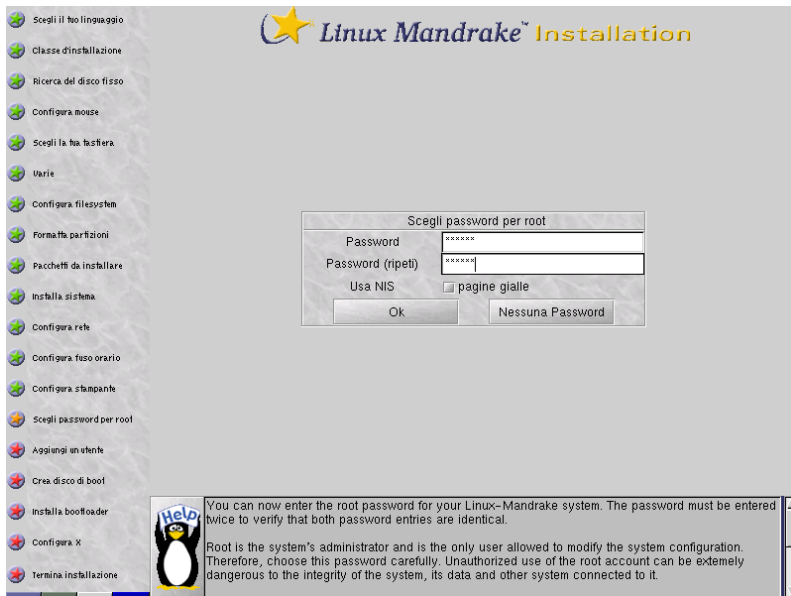 Scegli il tuo linguaggio
Classe d'installazione
Ricerca del disco fisso
Configura mouse
Scegli la tua tastiera
Varie
Configura filesystem
Formatta partizioni
Pacchetti da installare
Installa sistema
Configura rete
Configura fuso orario
Configura stampante
Scegli password per root
Aggiungi un utente
Crea disco di boot
Installa bootloader
Configura X
Termina installazione
Linux Mandrake™ Installation
Scegli password per root
Password ******
Password (ripeti) ******
Usa NIS pagine gialle
Ok Nessuna Password
Help
You can now enter the root password for your Linux-Mandrake system. The password must be entered
twice to verify that both password entries are identical.
Root is the system's administrator and is the only user allowed to modify the system configuration.
Therefore, choose this password carefully. Unauthorized use of the root account can be extemely
dangerous to the integrity of the system, its data and other system connected to it.